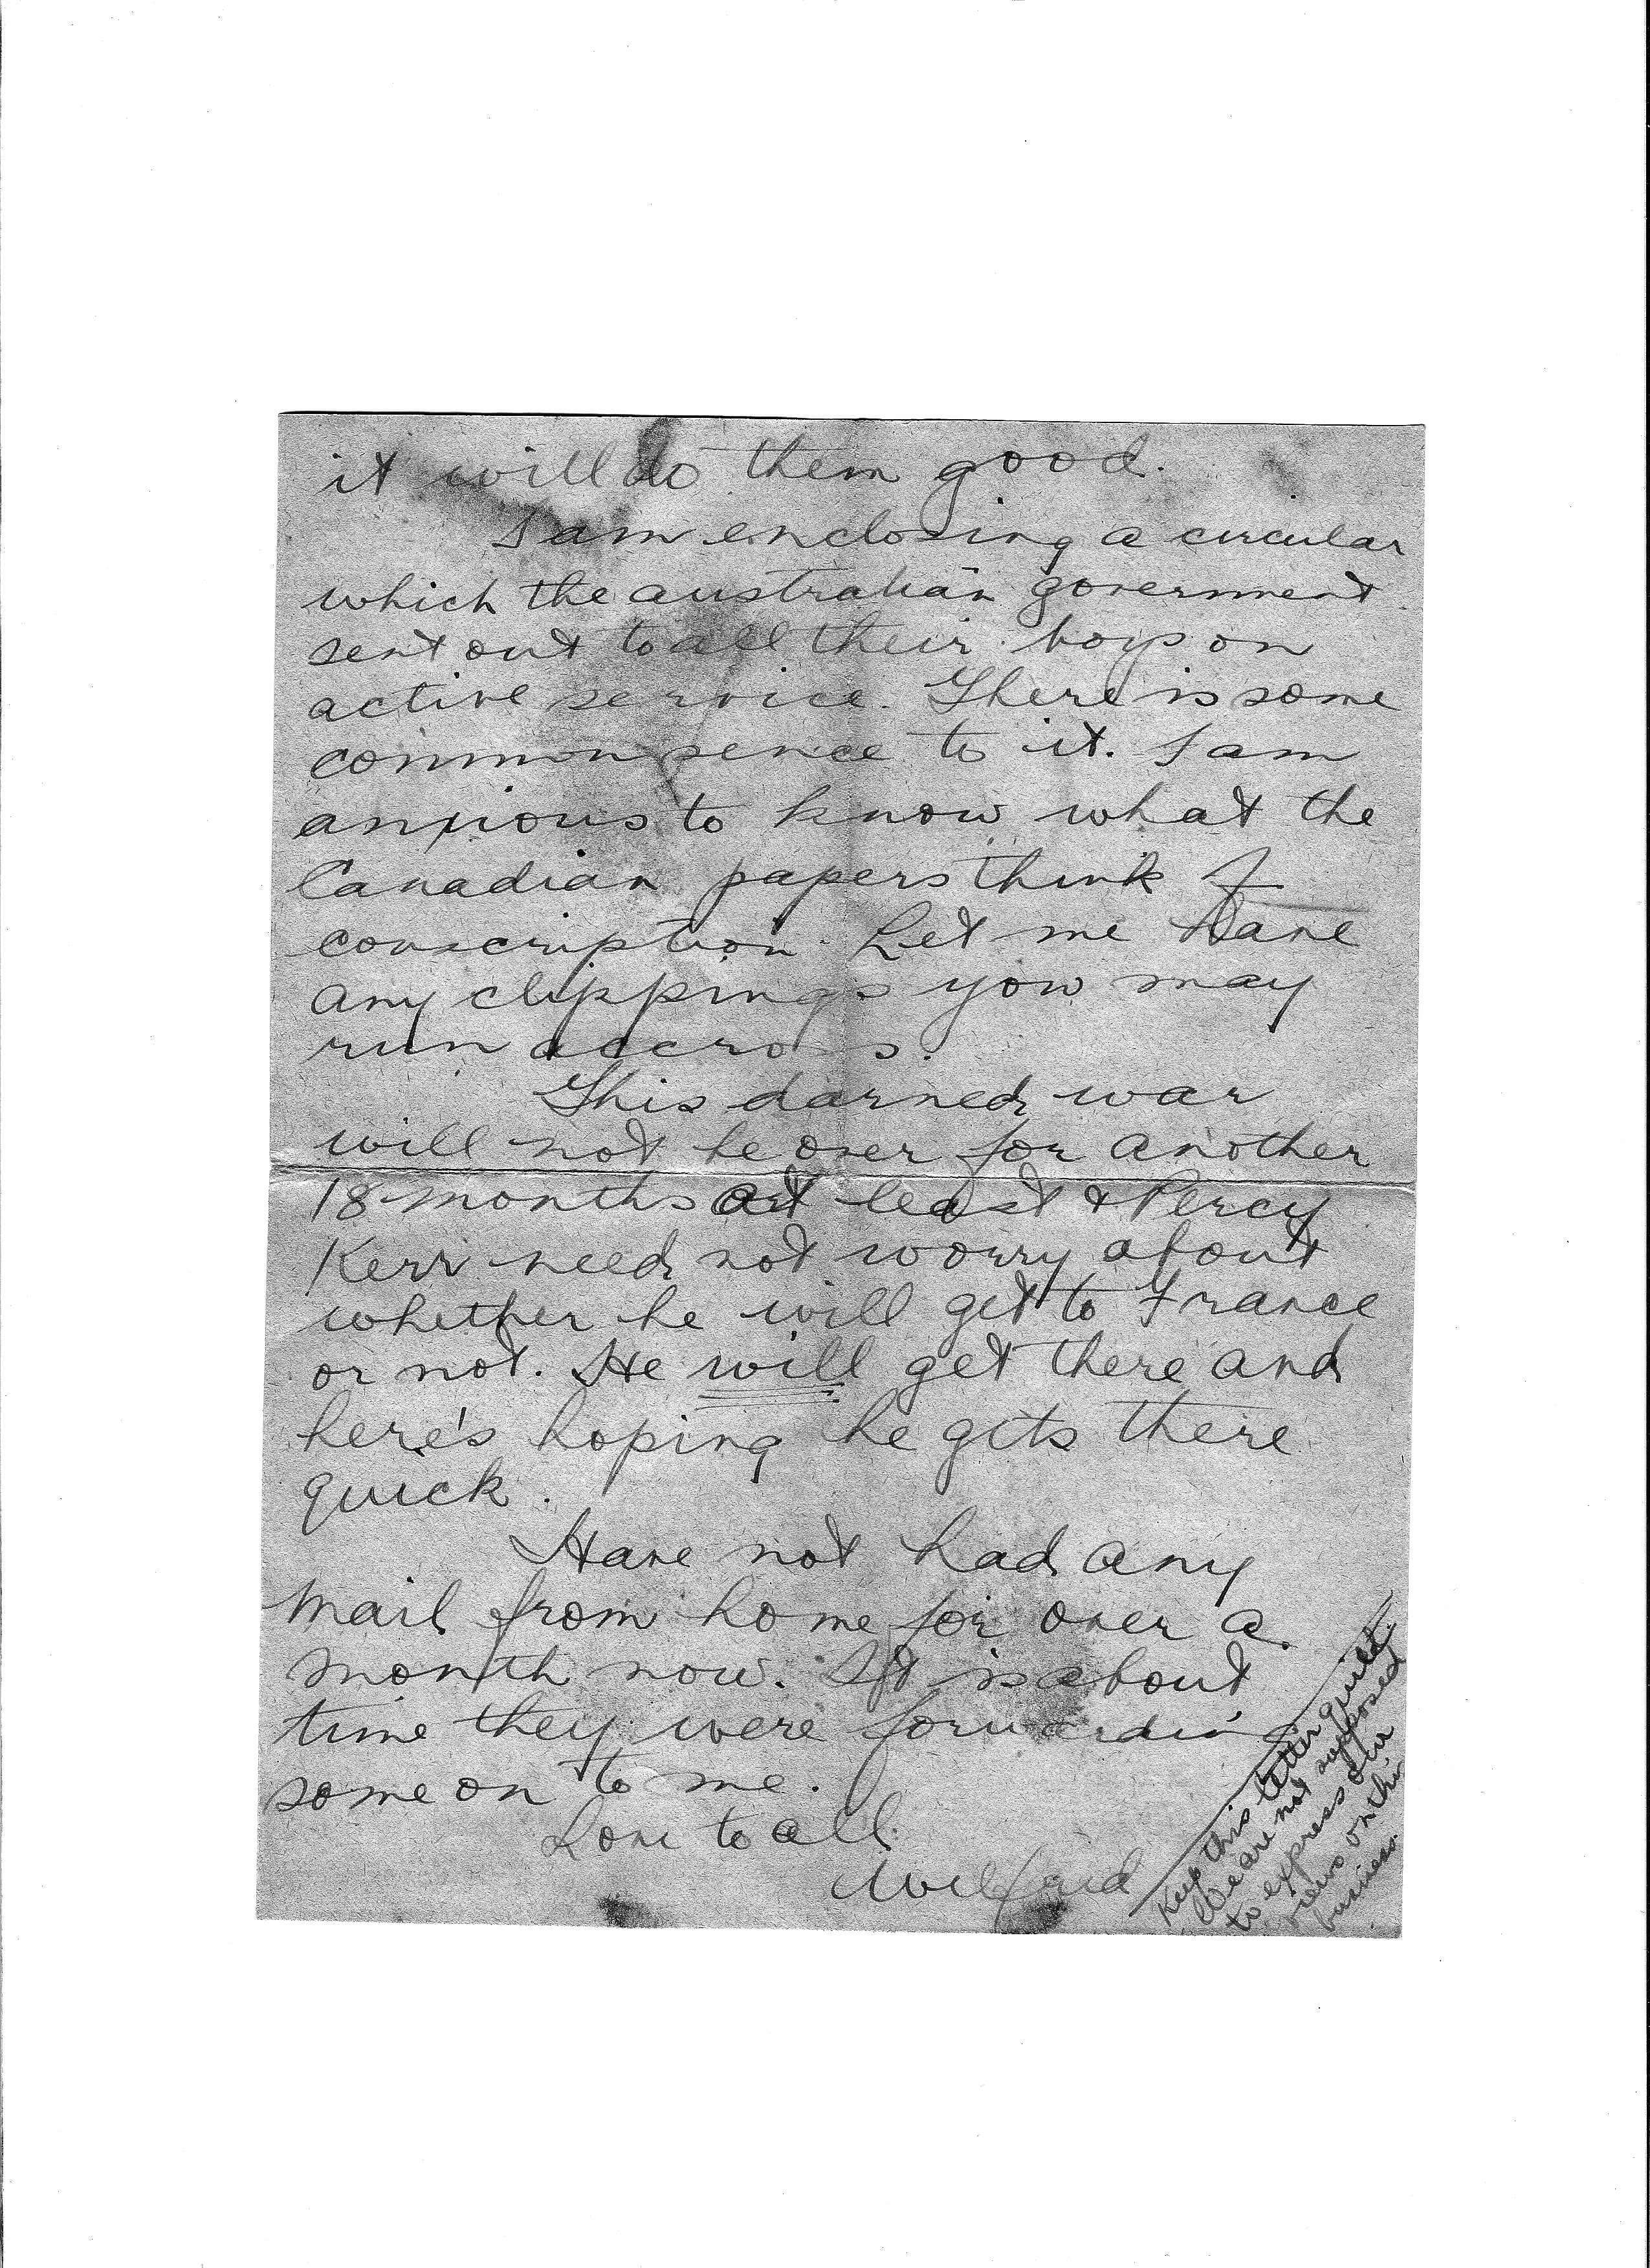 it will do them good.
I am enclosing a circular
which the australian government
sent out to all their boys on
active service. There is some
common sence to it. I am
anxious to know what the
Canadian papers think of
conscription. Let me have
any clippings you may
run accross.
This darned war
will not be over for another
18 months at least & Percy
Kerr need not worry about
whether he will get to France
or not. He will get there and
here's hoping he gets there
quick.
Have not had any
mail from home for over a
month now. It is about
time they were forwarding
some on to me.
Love to all.
Wilfrid
Keep this letter quiet.
We are not supposed
to express our
views on this
business.